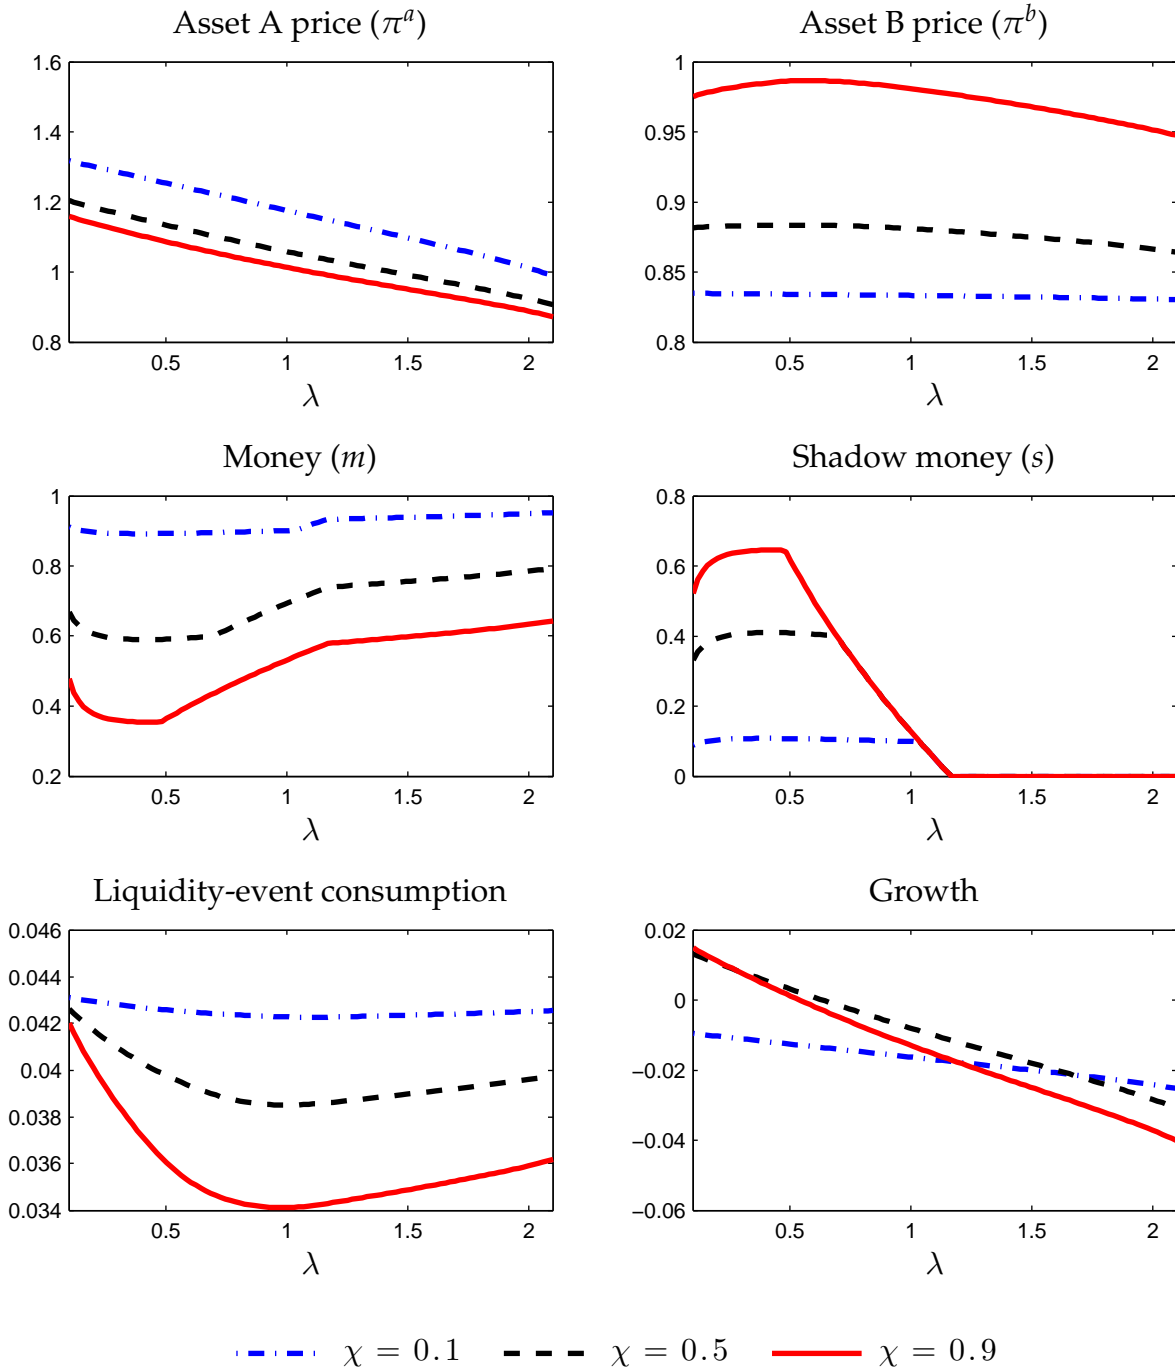 Asset A price (πᵃ)
Asset B price (πᵇ)
1.6
1.4
1.2
1
0.8
0.5 1 1.5 2
λ
1
0.95
0.9
0.85
0.8
0.5 1 1.5 2
λ
Money (m)
Shadow money (s)
1
0.8
0.6
0.4
0.2
0.5 1 1.5 2
λ
0.8
0.6
0.4
0.2
0
0.5 1 1.5 2
λ
Liquidity-event consumption
Growth
0.046
0.044
0.042
0.04
0.038
0.036
0.034
0.5 1 1.5 2
λ
0.02
0
−0.02
−0.04
−0.06
0.5 1 1.5 2
λ
χ = 0.1 χ = 0.5 χ = 0.9